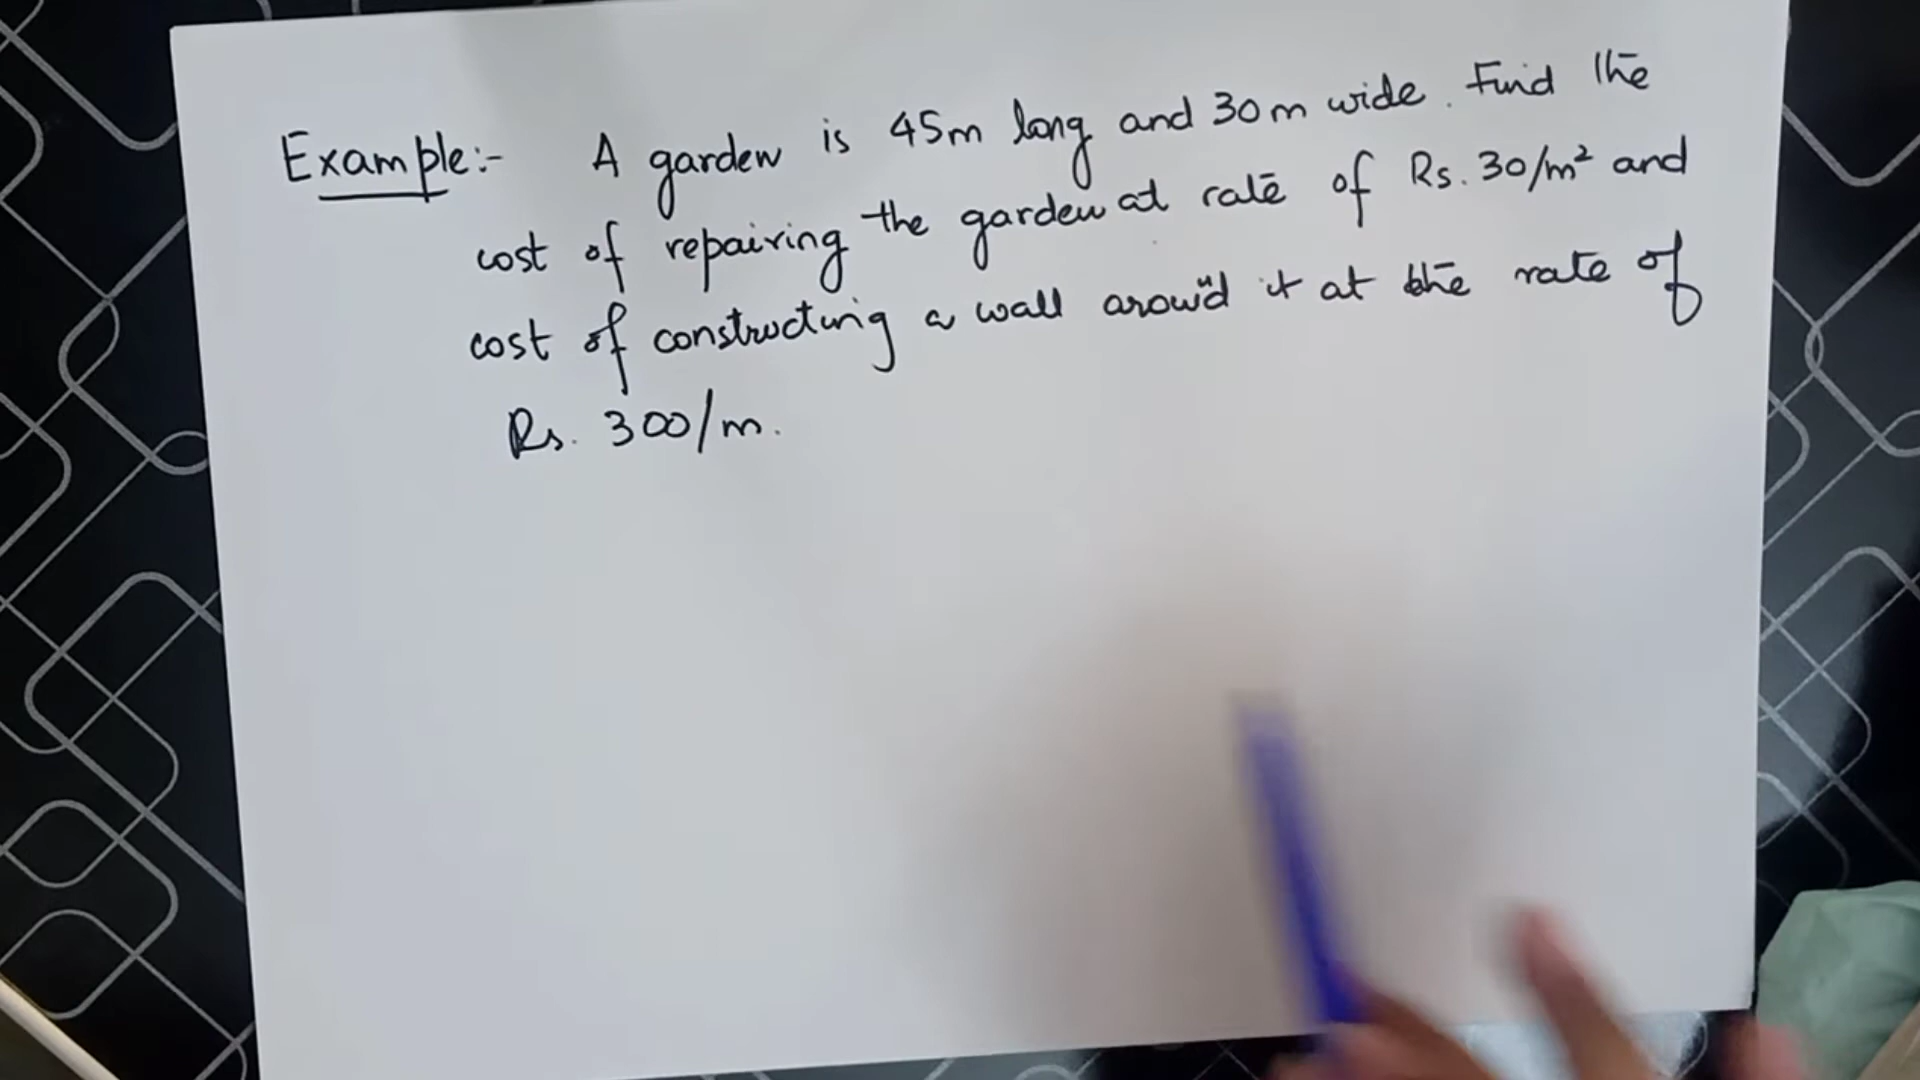 Example:- A garden is 45m long and 30m wide. Find the
cost of repairing the garden at rate of Rs. 30/m² and
cost of constructing a wall around it at the rate of
Rs. 300/m.